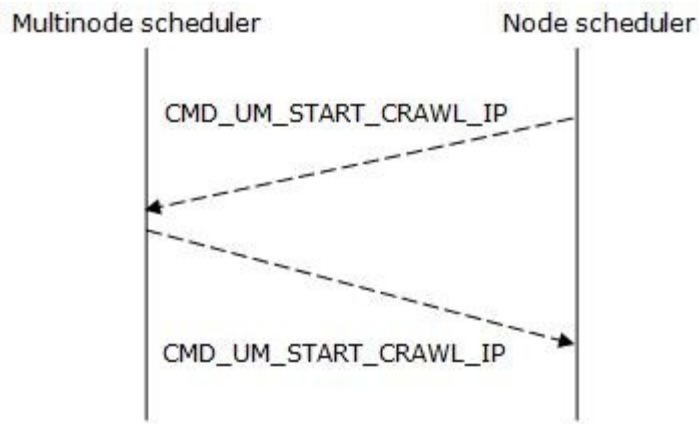 Multinode scheduler
Node scheduler
CMD_UM_START_CRAWL_IP
CMD_UM_START_CRAWL_IP